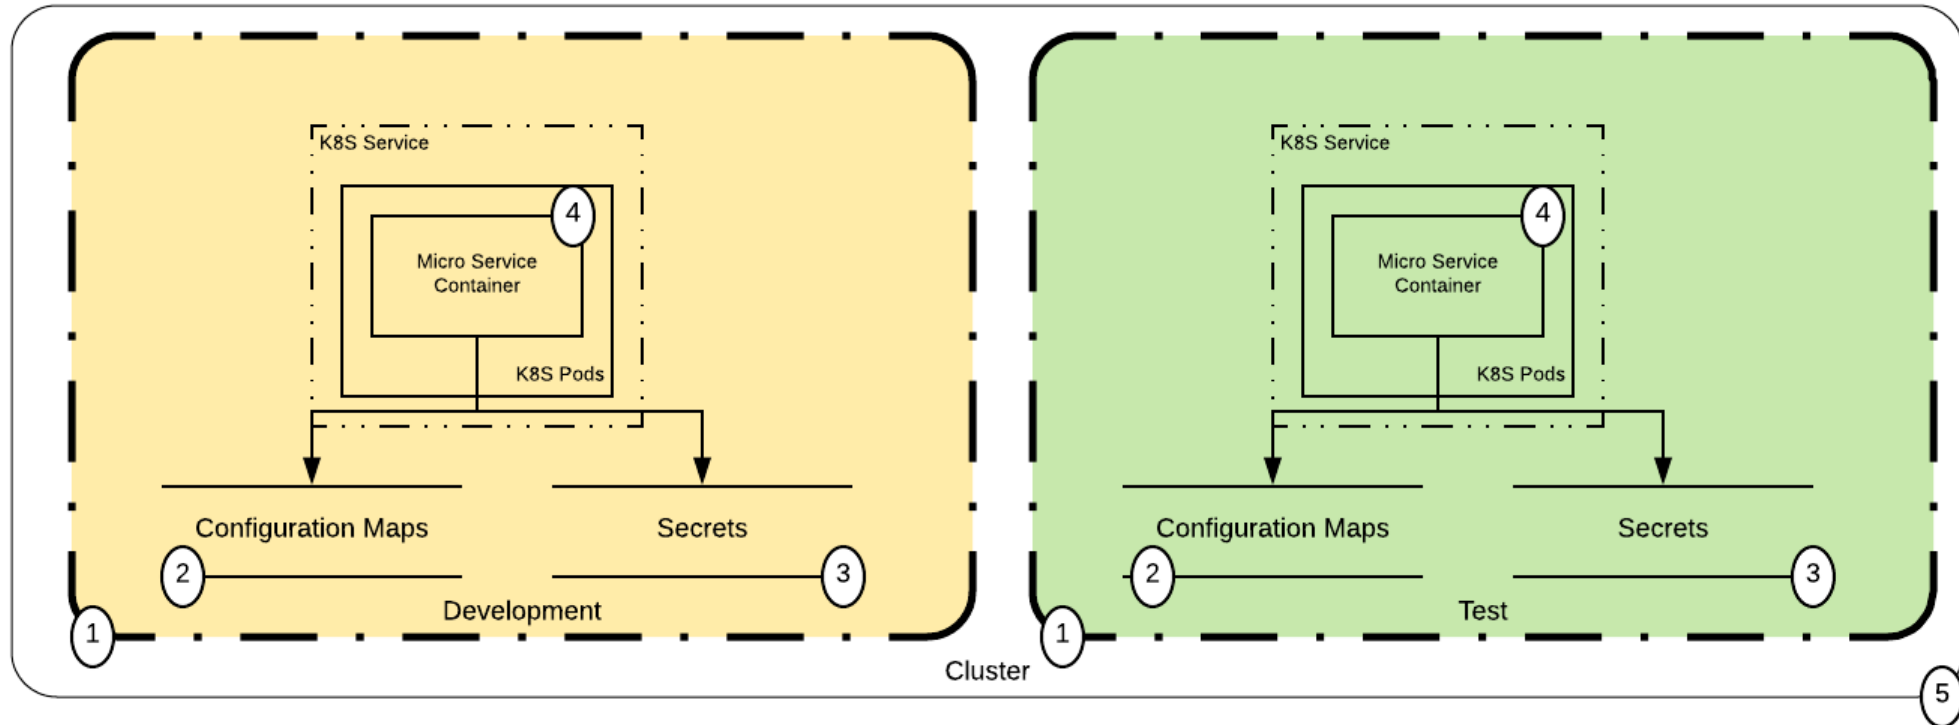 K8S Service
4
Micro Service
Container
K8S Pods
Configuration Maps
Secrets
2
3
Development
1
K8S Service
4
Micro Service
Container
K8S Pods
Configuration Maps
Secrets
2
3
Test
1
Cluster
5